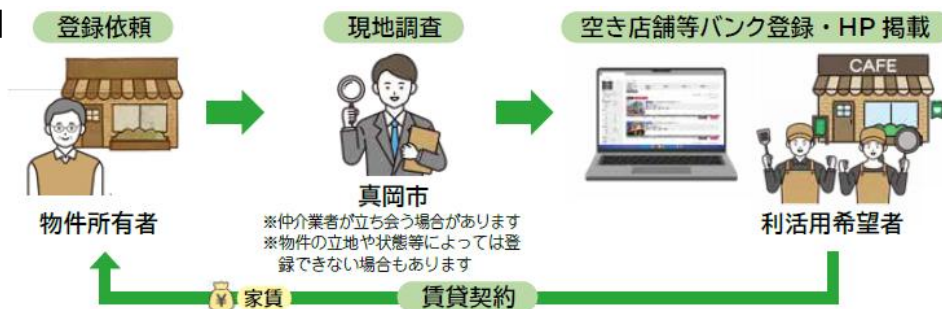 登録依頼
現地調査
空き店舗等バンク登録・HP 掲載
CAFE
物件所有者
真岡市
※仲介業者が立ち会う場合があります
※物件の立地や状態等によっては登
録できない場合もあります
利活用希望者
¥ 家賃
賃貸契約